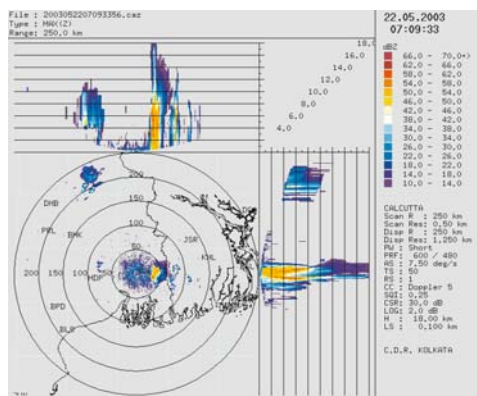 File : 2003052207093356.caz
Type : MAX(Z)
Range: 250.0 km
18.0
16.0
14.0
12.0
10.0
8.0
6.0
4.0
22.05.2003
07:09:33
dBZ
66.0 - 70.0+>
62.0 - 66.0
58.0 - 62.0
54.0 - 58.0
50.0 - 54.0
46.0 - 50.0
42.0 - 46.0
38.0 - 42.0
34.0 - 38.0
30.0 - 34.0
26.0 - 30.0
22.0 - 26.0
18.0 - 22.0
14.0 - 18.0
10.0 - 14.0
CALCUTTA
Scan R : 250 km
Scan Res: 0.50 km
Disp R : 250 km
Disp Res: 1.250 km
PW : Short
PRF: 600 / 480
AS : 7.50 deg/s
TS : 50
RS : 1
CC : Doppler 5
SQI: 0.25
CSR: 30.0 dB
LOG: 2.0 dB
H : 18.00 km
LS : 0.100 km
C.D.R. KOLKATA
200
150
100
50
DHB
PRL
BMK
JSR
KHL
200 150 100 50
HDP
BPD
BLS